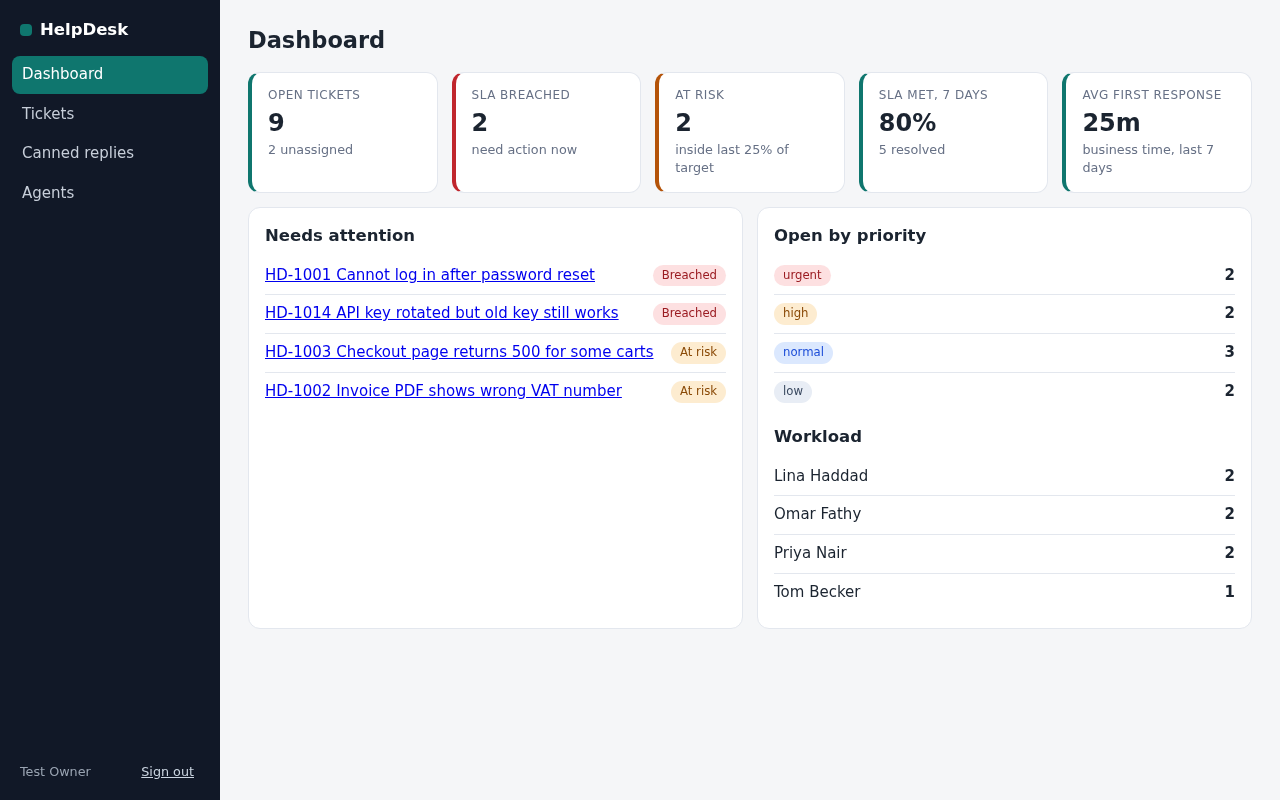 HelpDesk
Dashboard
Tickets
Canned replies
Agents
Test Owner
Sign out
Dashboard
OPEN TICKETS
9
2 unassigned
SLA BREACHED
2
need action now
AT RISK
2
inside last 25% of
target
SLA MET, 7 DAYS
80%
5 resolved
AVG FIRST RESPONSE
25m
business time, last 7
days
Needs attention
HD-1001 Cannot log in after password reset Breached
HD-1014 API key rotated but old key still works Breached
HD-1003 Checkout page returns 500 for some carts At risk
HD-1002 Invoice PDF shows wrong VAT number At risk
Open by priority
urgent 2
high 2
normal 3
low 2
Workload
Lina Haddad 2
Omar Fathy 2
Priya Nair 2
Tom Becker 1